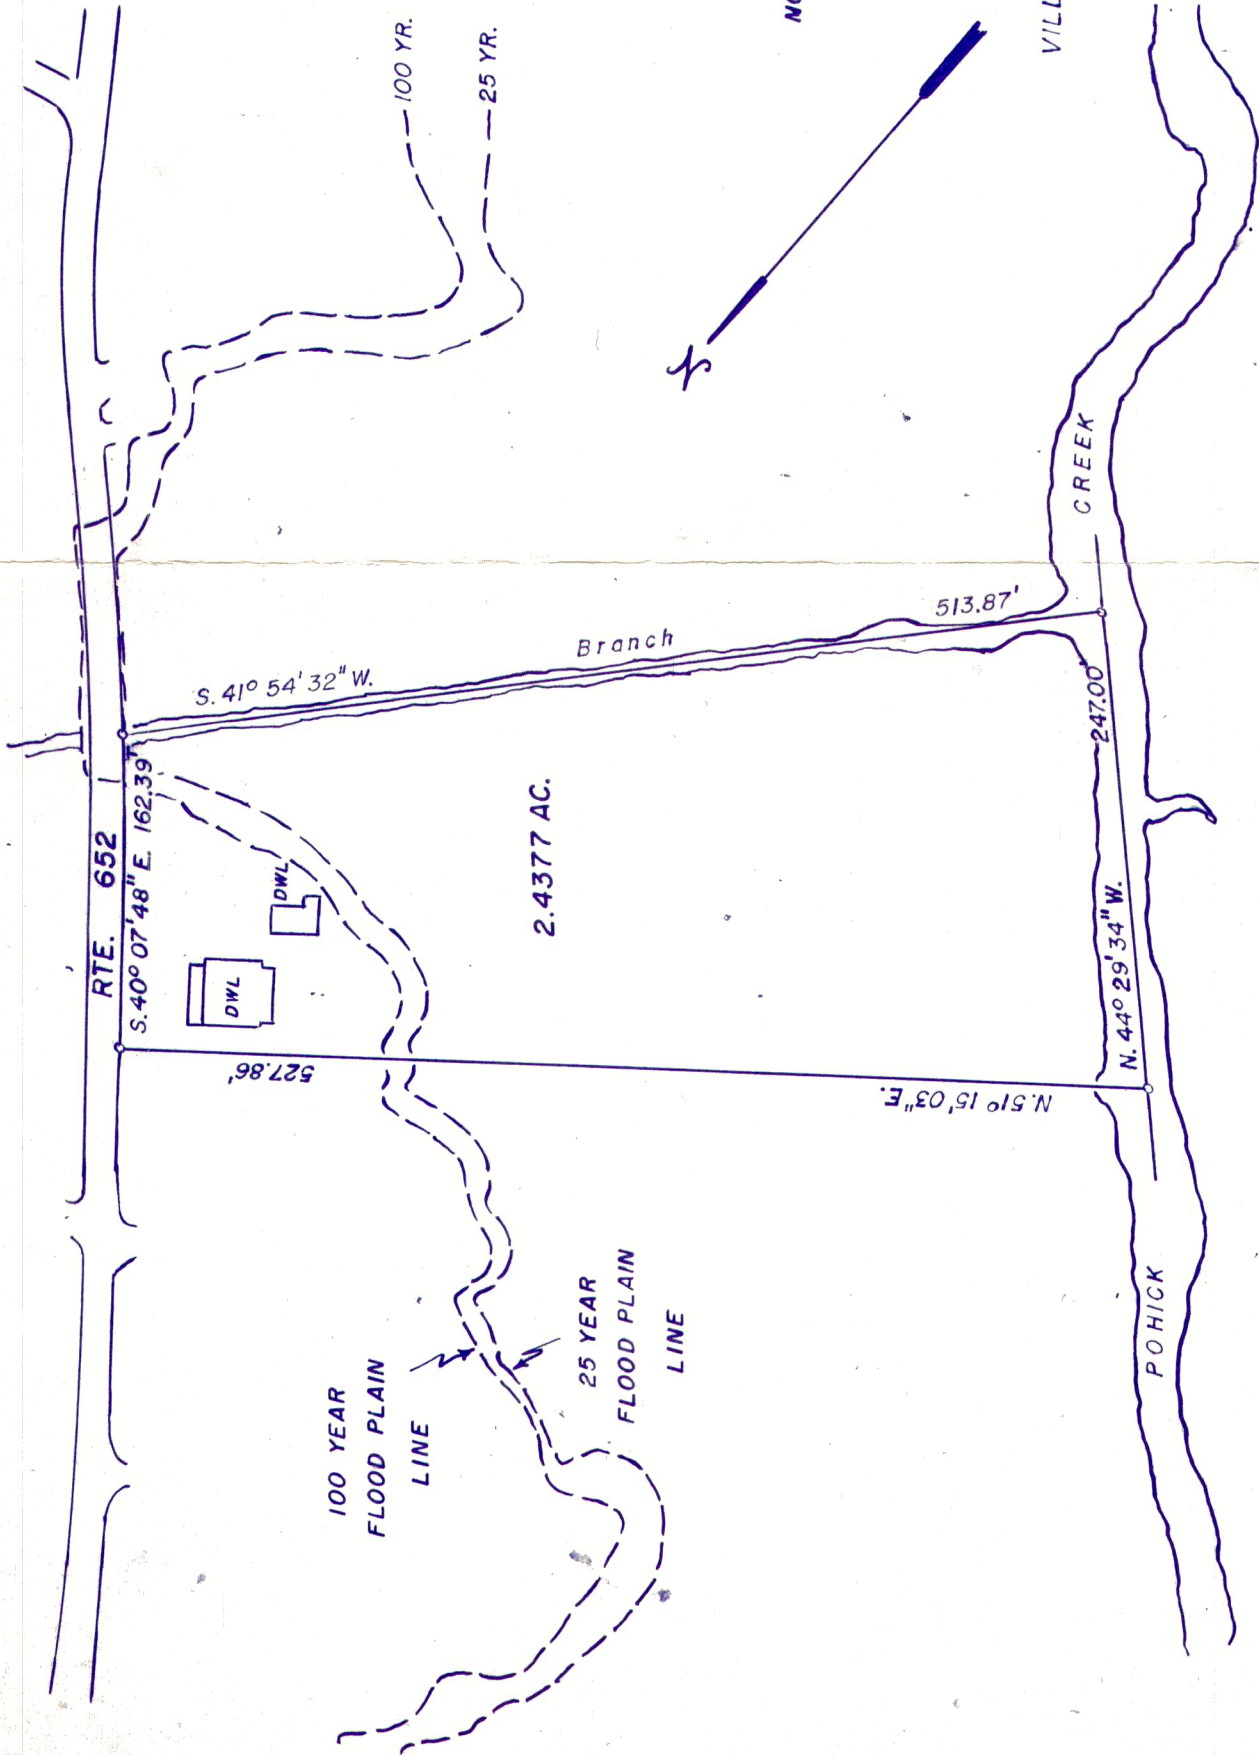 100 YR.
25 YR.
NO
VILL
N
RTE. 652
S. 40° 07' 48" E. 162.39'
S. 41° 54' 32" W.
Branch
513.87'
CREEK
247.00'
N. 44° 29' 34" W.
DWL
DWL
2.4377 AC.
527.86'
N. 51° 15' 03" E.
100 YEAR
FLOOD PLAIN
LINE
25 YEAR
FLOOD PLAIN
LINE
POHICK